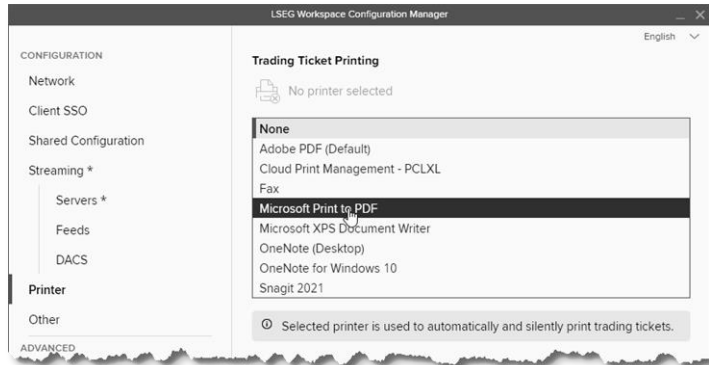 LSEG Workspace Configuration Manager
English
CONFIGURATION
Network
Client SSO
Shared Configuration
Streaming *
Servers *
Feeds
DACS
Printer
Other
ADVANCED
Trading Ticket Printing
No printer selected
None
Adobe PDF (Default)
Cloud Print Management - PCLXL
Fax
Microsoft Print to PDF
Microsoft XPS Document Writer
OneNote (Desktop)
OneNote for Windows 10
Snagit 2021
Selected printer is used to automatically and silently print trading tickets.